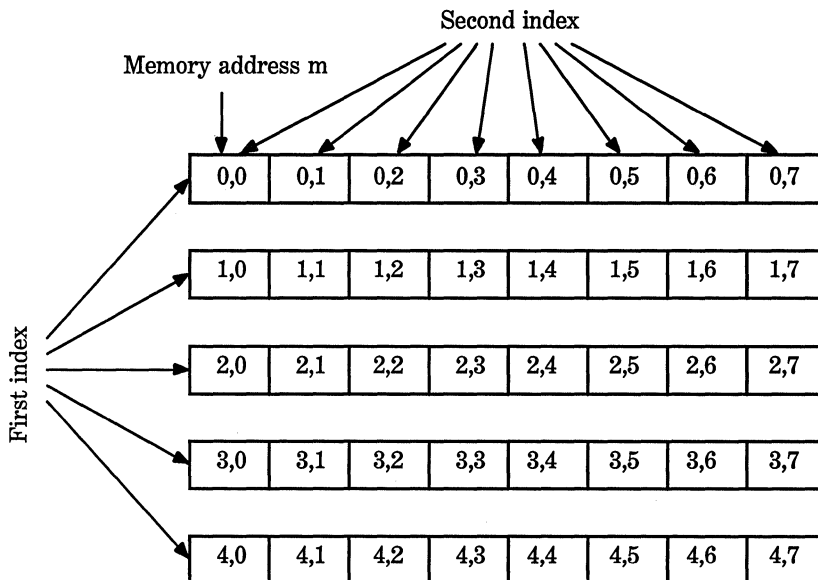 Second index
Memory address m
0,0 0,1 0,2 0,3 0,4 0,5 0,6 0,7
1,0 1,1 1,2 1,3 1,4 1,5 1,6 1,7
First index
2,0 2,1 2,2 2,3 2,4 2,5 2,6 2,7
3,0 3,1 3,2 3,3 3,4 3,5 3,6 3,7
4,0 4,1 4,2 4,3 4,4 4,5 4,6 4,7